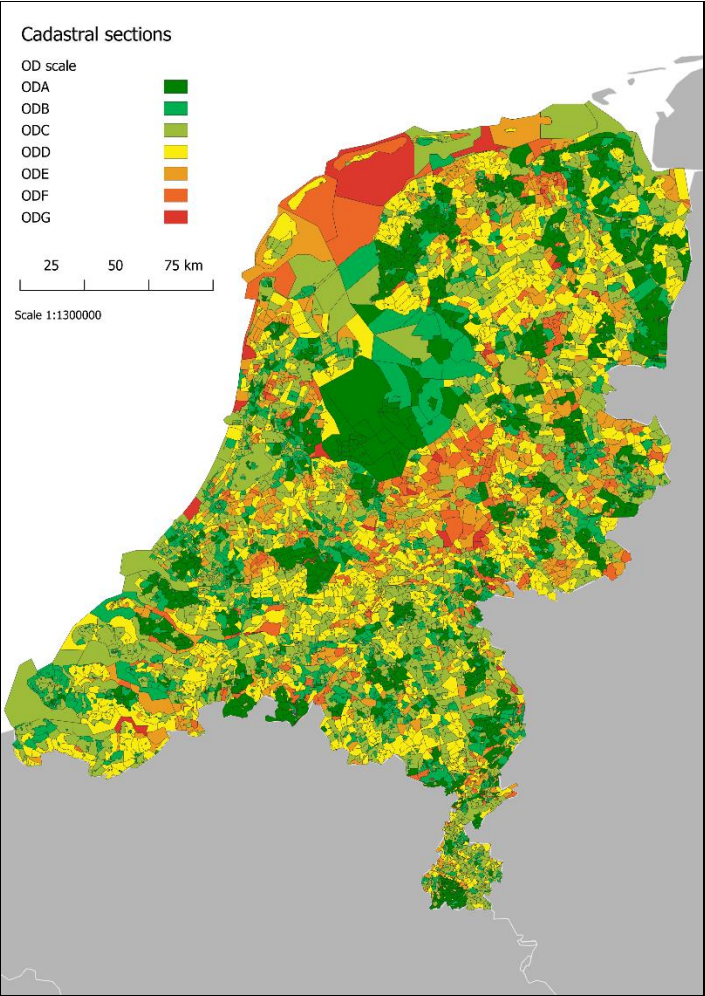 Cadastral sections
OD scale
ODA
ODB
ODC
ODD
ODE
ODF
ODG
25 50 75 km
Scale 1:1300000